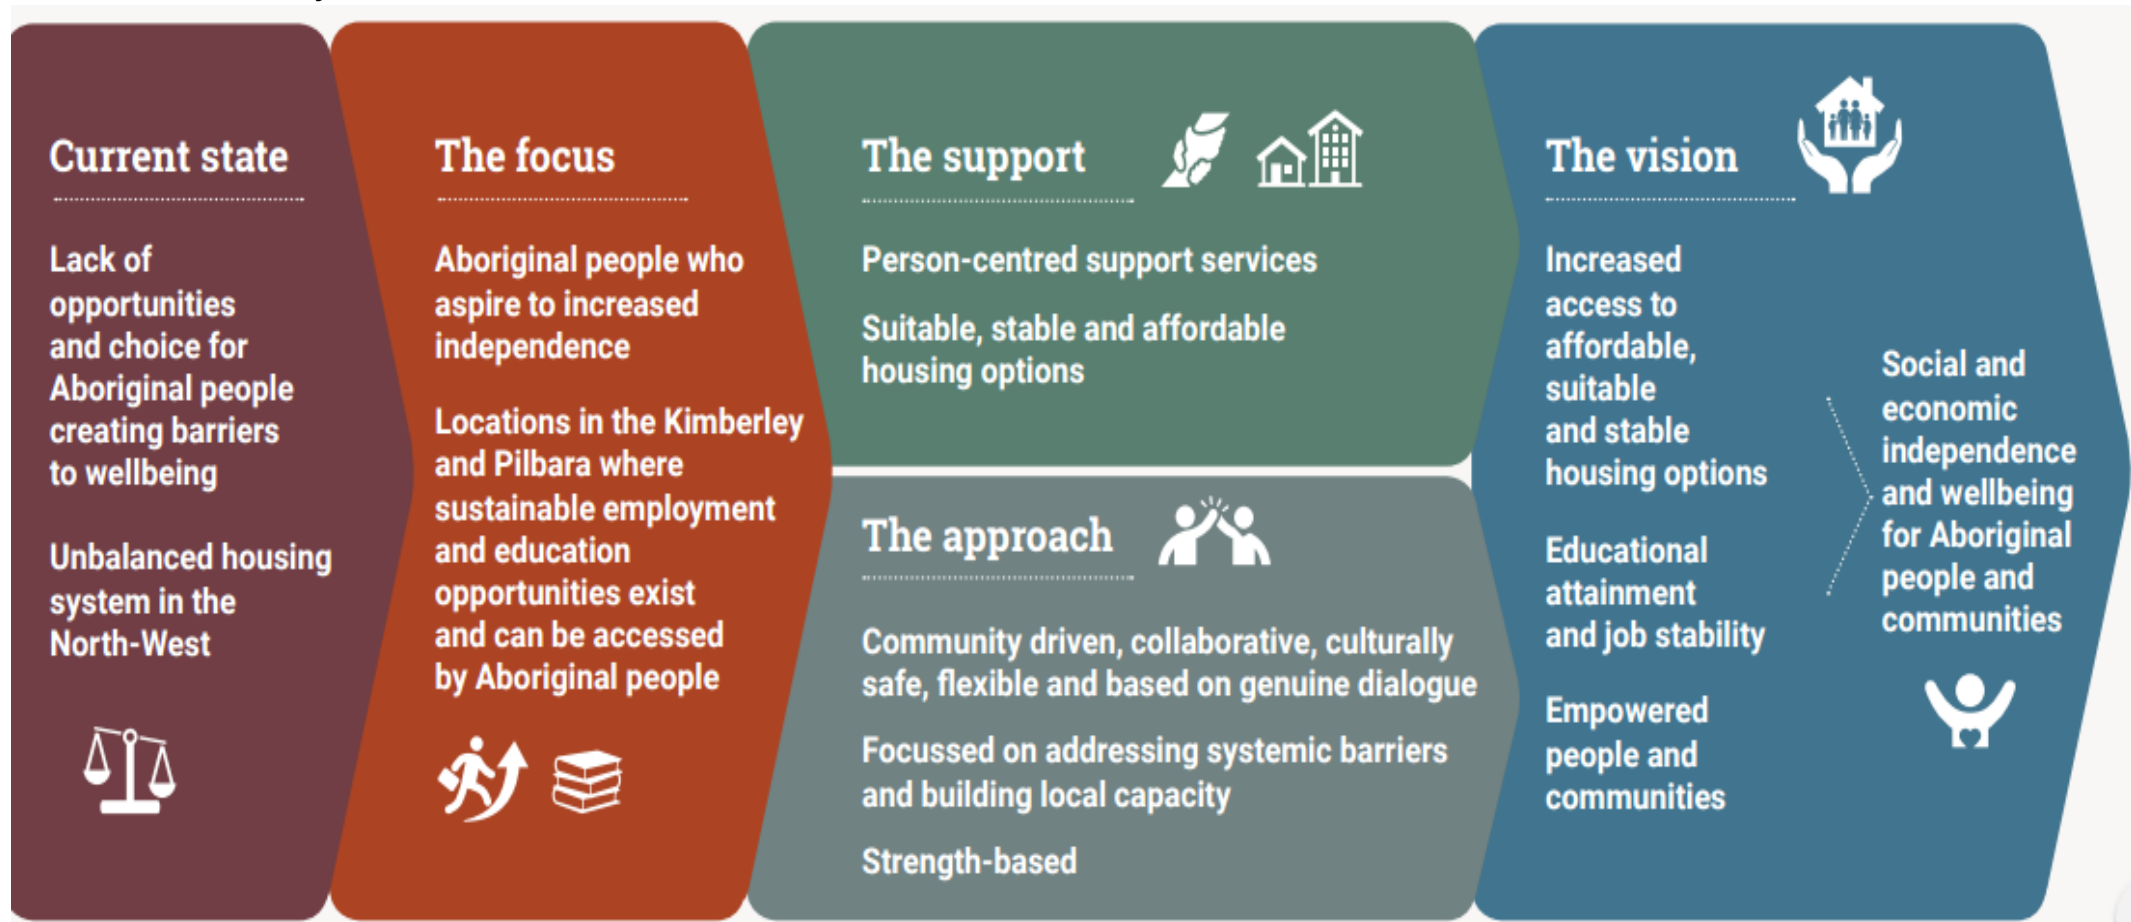 Current state
Lack of
opportunities
and choice for
Aboriginal people
creating barriers
to wellbeing
Unbalanced housing
system in the
North-West
The focus
Aboriginal people who
aspire to increased
independence
Locations in the Kimberley
and Pilbara where
sustainable employment
and education
opportunities exist
and can be accessed
by Aboriginal people
The support
Person-centred support services
Suitable, stable and affordable
housing options
The approach
Community driven, collaborative, culturally
safe, flexible and based on genuine dialogue
Focussed on addressing systemic barriers
and building local capacity
Strength-based
The vision
Increased
access to
affordable,
suitable
and stable
housing options
Educational
attainment
and job stability
Empowered
people and
communities
Social and
economic
independence
and wellbeing
for Aboriginal
people and
communities